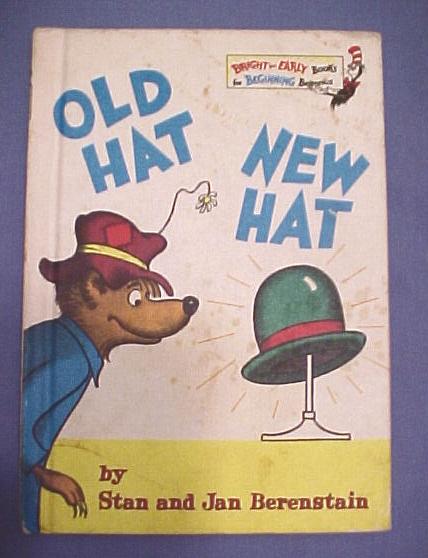 BRIGHT and EARLY BOOKS
for BEGINNING Beginners
OLD
HAT
NEW
HAT
by
Stan and Jan Berenstain